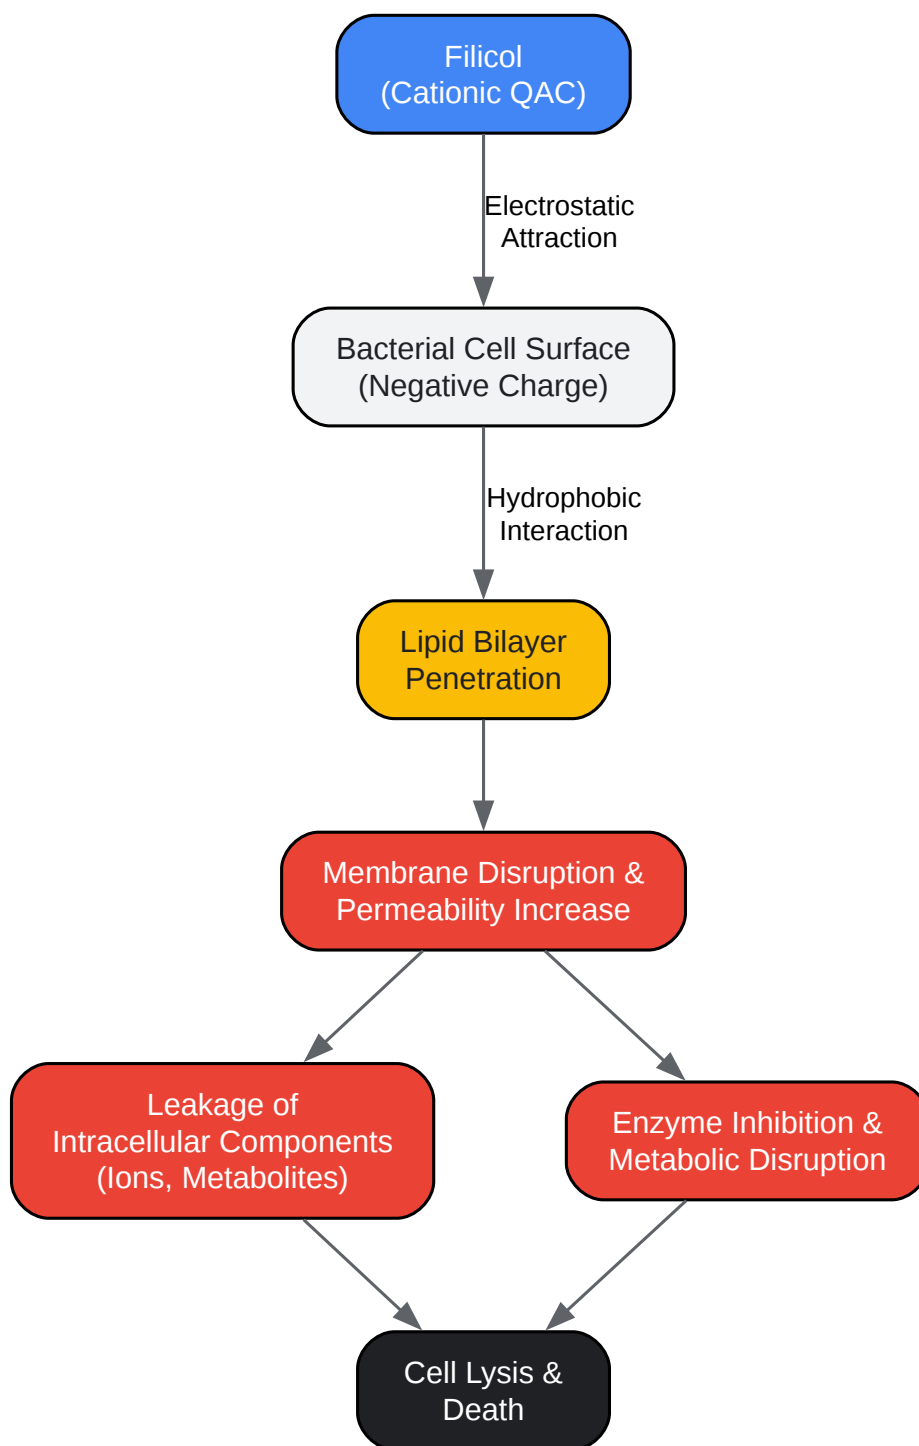 Filicol
(Cationic QAC)
Electrostatic
Attraction
Bacterial Cell Surface
(Negative Charge)
Hydrophobic
Interaction
Lipid Bilayer
Penetration
Membrane Disruption &
Permeability Increase
Leakage of
Intracellular Components
(Ions, Metabolites)
Enzyme Inhibition &
Metabolic Disruption
Cell Lysis &
Death